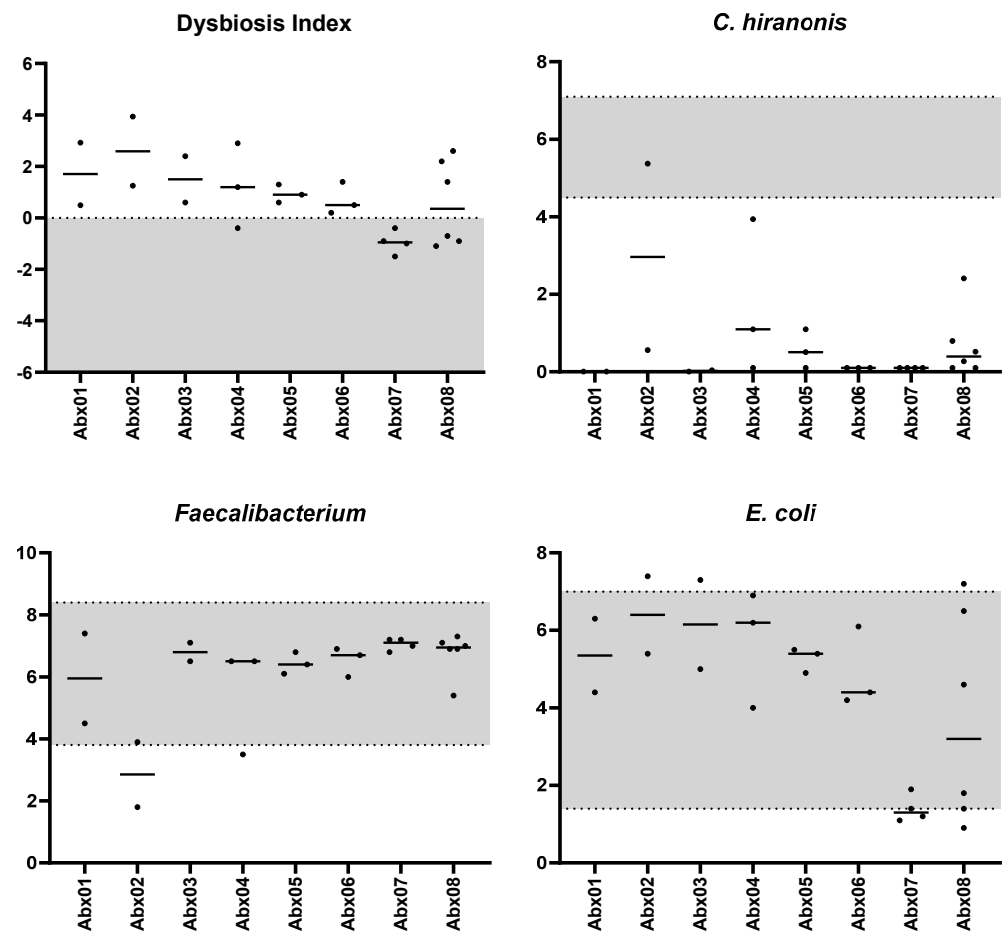 Dysbiosis Index
6
4
2
0
-2
-4
-6
Abx01
Abx02
Abx03
Abx04
Abx05
Abx06
Abx07
Abx08
C. hiranonis
8
6
4
2
0
Abx01
Abx02
Abx03
Abx04
Abx05
Abx06
Abx07
Abx08
Faecalibacterium
10
8
6
4
2
0
Abx01
Abx02
Abx03
Abx04
Abx05
Abx06
Abx07
Abx08
E. coli
8
6
4
2
0
Abx01
Abx02
Abx03
Abx04
Abx05
Abx06
Abx07
Abx08